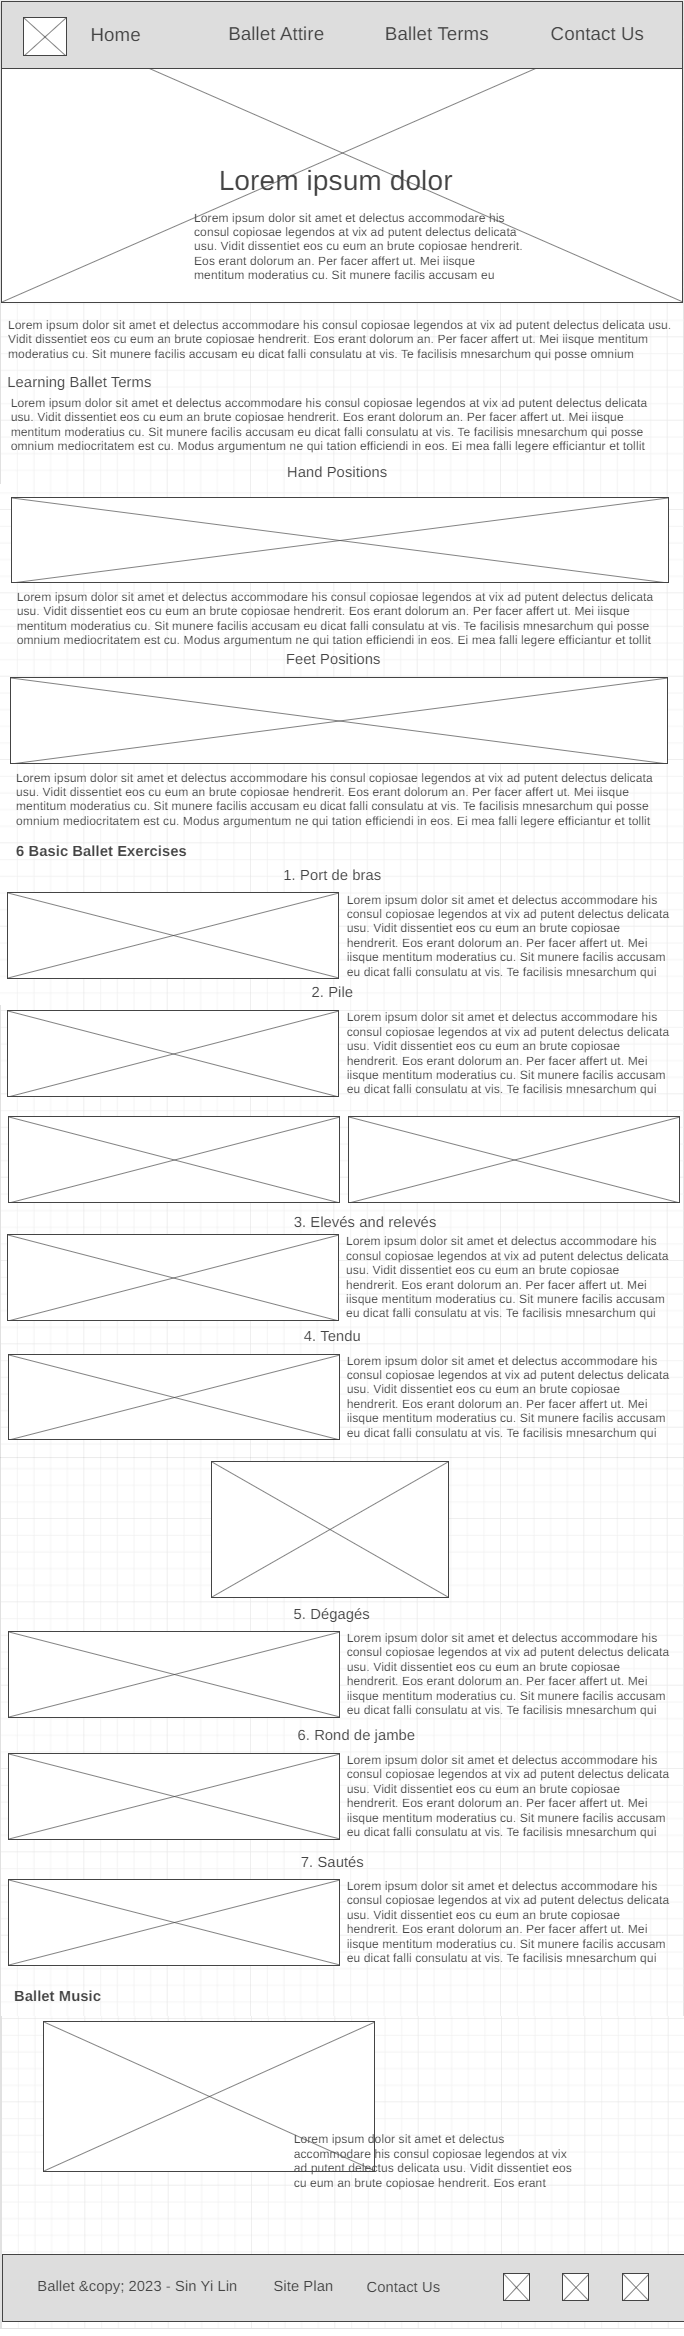 Home Ballet Attire Ballet Terms Contact Us
Lorem ipsum dolor
Lorem ipsum dolor sit amet et delectus accommodare his
consul copiosae legendos at vix ad putent delectus delicata
usu. Vidit dissentiet eos cu eum an brute copiosae hendrerit.
Eos erant dolorum an. Per facer affert ut. Mei iisque
mentitum moderatius cu. Sit munere facilis accusam eu
Lorem ipsum dolor sit amet et delectus accommodare his consul copiosae legendos at vix ad putent delectus delicata usu.
Vidit dissentiet eos cu eum an brute copiosae hendrerit. Eos erant dolorum an. Per facer affert ut. Mei iisque mentitum
moderatius cu. Sit munere facilis accusam eu dicat falli consulatu at vis. Te facilisis mnesarchum qui posse omnium
Learning Ballet Terms
Lorem ipsum dolor sit amet et delectus accommodare his consul copiosae legendos at vix ad putent delectus delicata
usu. Vidit dissentiet eos cu eum an brute copiosae hendrerit. Eos erant dolorum an. Per facer affert ut. Mei iisque
mentitum moderatius cu. Sit munere facilis accusam eu dicat falli consulatu at vis. Te facilisis mnesarchum qui posse
omnium mediocritatem est cu. Modus argumentum ne qui tation efficiendi in eos. Ei mea falli legere efficiantur et tollit
Hand Positions
Lorem ipsum dolor sit amet et delectus accommodare his consul copiosae legendos at vix ad putent delectus delicata
usu. Vidit dissentiet eos cu eum an brute copiosae hendrerit. Eos erant dolorum an. Per facer affert ut. Mei iisque
mentitum moderatius cu. Sit munere facilis accusam eu dicat falli consulatu at vis. Te facilisis mnesarchum qui posse
omnium mediocritatem est cu. Modus argumentum ne qui tation efficiendi in eos. Ei mea falli legere efficiantur et tollit
Feet Positions
Lorem ipsum dolor sit amet et delectus accommodare his consul copiosae legendos at vix ad putent delectus delicata
usu. Vidit dissentiet eos cu eum an brute copiosae hendrerit. Eos erant dolorum an. Per facer affert ut. Mei iisque
mentitum moderatius cu. Sit munere facilis accusam eu dicat falli consulatu at vis. Te facilisis mnesarchum qui posse
omnium mediocritatem est cu. Modus argumentum ne qui tation efficiendi in eos. Ei mea falli legere efficiantur et tollit
6 Basic Ballet Exercises
1. Port de bras
Lorem ipsum dolor sit amet et delectus accommodare his
consul copiosae legendos at vix ad putent delectus delicata
usu. Vidit dissentiet eos cu eum an brute copiosae
hendrerit. Eos erant dolorum an. Per facer affert ut. Mei
iisque mentitum moderatius cu. Sit munere facilis accusam
eu dicat falli consulatu at vis. Te facilisis mnesarchum qui
2. Pile
Lorem ipsum dolor sit amet et delectus accommodare his
consul copiosae legendos at vix ad putent delectus delicata
usu. Vidit dissentiet eos cu eum an brute copiosae
hendrerit. Eos erant dolorum an. Per facer affert ut. Mei
iisque mentitum moderatius cu. Sit munere facilis accusam
eu dicat falli consulatu at vis. Te facilisis mnesarchum qui
3. Elevés and relevés
Lorem ipsum dolor sit amet et delectus accommodare his
consul copiosae legendos at vix ad putent delectus delicata
usu. Vidit dissentiet eos cu eum an brute copiosae
hendrerit. Eos erant dolorum an. Per facer affert ut. Mei
iisque mentitum moderatius cu. Sit munere facilis accusam
eu dicat falli consulatu at vis. Te facilisis mnesarchum qui
4. Tendu
Lorem ipsum dolor sit amet et delectus accommodare his
consul copiosae legendos at vix ad putent delectus delicata
usu. Vidit dissentiet eos cu eum an brute copiosae
hendrerit. Eos erant dolorum an. Per facer affert ut. Mei
iisque mentitum moderatius cu. Sit munere facilis accusam
eu dicat falli consulatu at vis. Te facilisis mnesarchum qui
5. Dégagés
Lorem ipsum dolor sit amet et delectus accommodare his
consul copiosae legendos at vix ad putent delectus delicata
usu. Vidit dissentiet eos cu eum an brute copiosae
hendrerit. Eos erant dolorum an. Per facer affert ut. Mei
iisque mentitum moderatius cu. Sit munere facilis accusam
eu dicat falli consulatu at vis. Te facilisis mnesarchum qui
6. Rond de jambe
Lorem ipsum dolor sit amet et delectus accommodare his
consul copiosae legendos at vix ad putent delectus delicata
usu. Vidit dissentiet eos cu eum an brute copiosae
hendrerit. Eos erant dolorum an. Per facer affert ut. Mei
iisque mentitum moderatius cu. Sit munere facilis accusam
eu dicat falli consulatu at vis. Te facilisis mnesarchum qui
7. Sautés
Lorem ipsum dolor sit amet et delectus accommodare his
consul copiosae legendos at vix ad putent delectus delicata
usu. Vidit dissentiet eos cu eum an brute copiosae
hendrerit. Eos erant dolorum an. Per facer affert ut. Mei
iisque mentitum moderatius cu. Sit munere facilis accusam
eu dicat falli consulatu at vis. Te facilisis mnesarchum qui
Ballet Music
Lorem ipsum dolor sit amet et delectus
accommodare his consul copiosae legendos at vix
ad putent delectus delicata usu. Vidit dissentiet eos
cu eum an brute copiosae hendrerit. Eos erant
Ballet &copy; 2023 - Sin Yi Lin Site Plan Contact Us